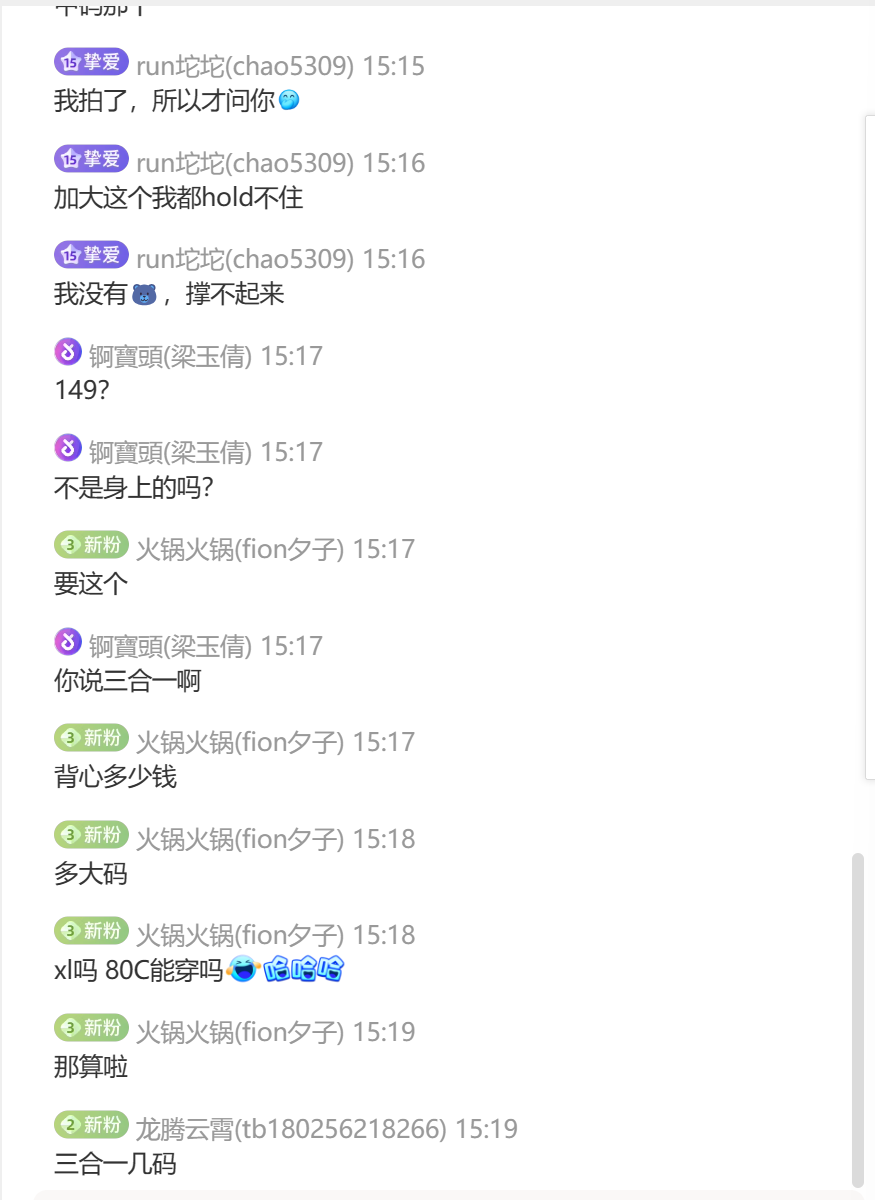 15 挚爱 run坨坨(chao5309) 15:15
我拍了，所以才问你
15 挚爱 run坨坨(chao5309) 15:16
加大这个我都hold不住
15 挚爱 run坨坨(chao5309) 15:16
我没有，撑不起来
锕寶頭(梁玉倩) 15:17
149?
锕寶頭(梁玉倩) 15:17
不是身上的吗?
3 新粉 火锅火锅(fion夕子) 15:17
要这个
锕寶頭(梁玉倩) 15:17
你说三合一啊
3 新粉 火锅火锅(fion夕子) 15:17
背心多少钱
3 新粉 火锅火锅(fion夕子) 15:18
多大码
3 新粉 火锅火锅(fion夕子) 15:18
xl吗 80C能穿吗 哈哈哈
3 新粉 火锅火锅(fion夕子) 15:19
那算啦
2 新粉 龙腾云霄(tb180256218266) 15:19
三合一几码